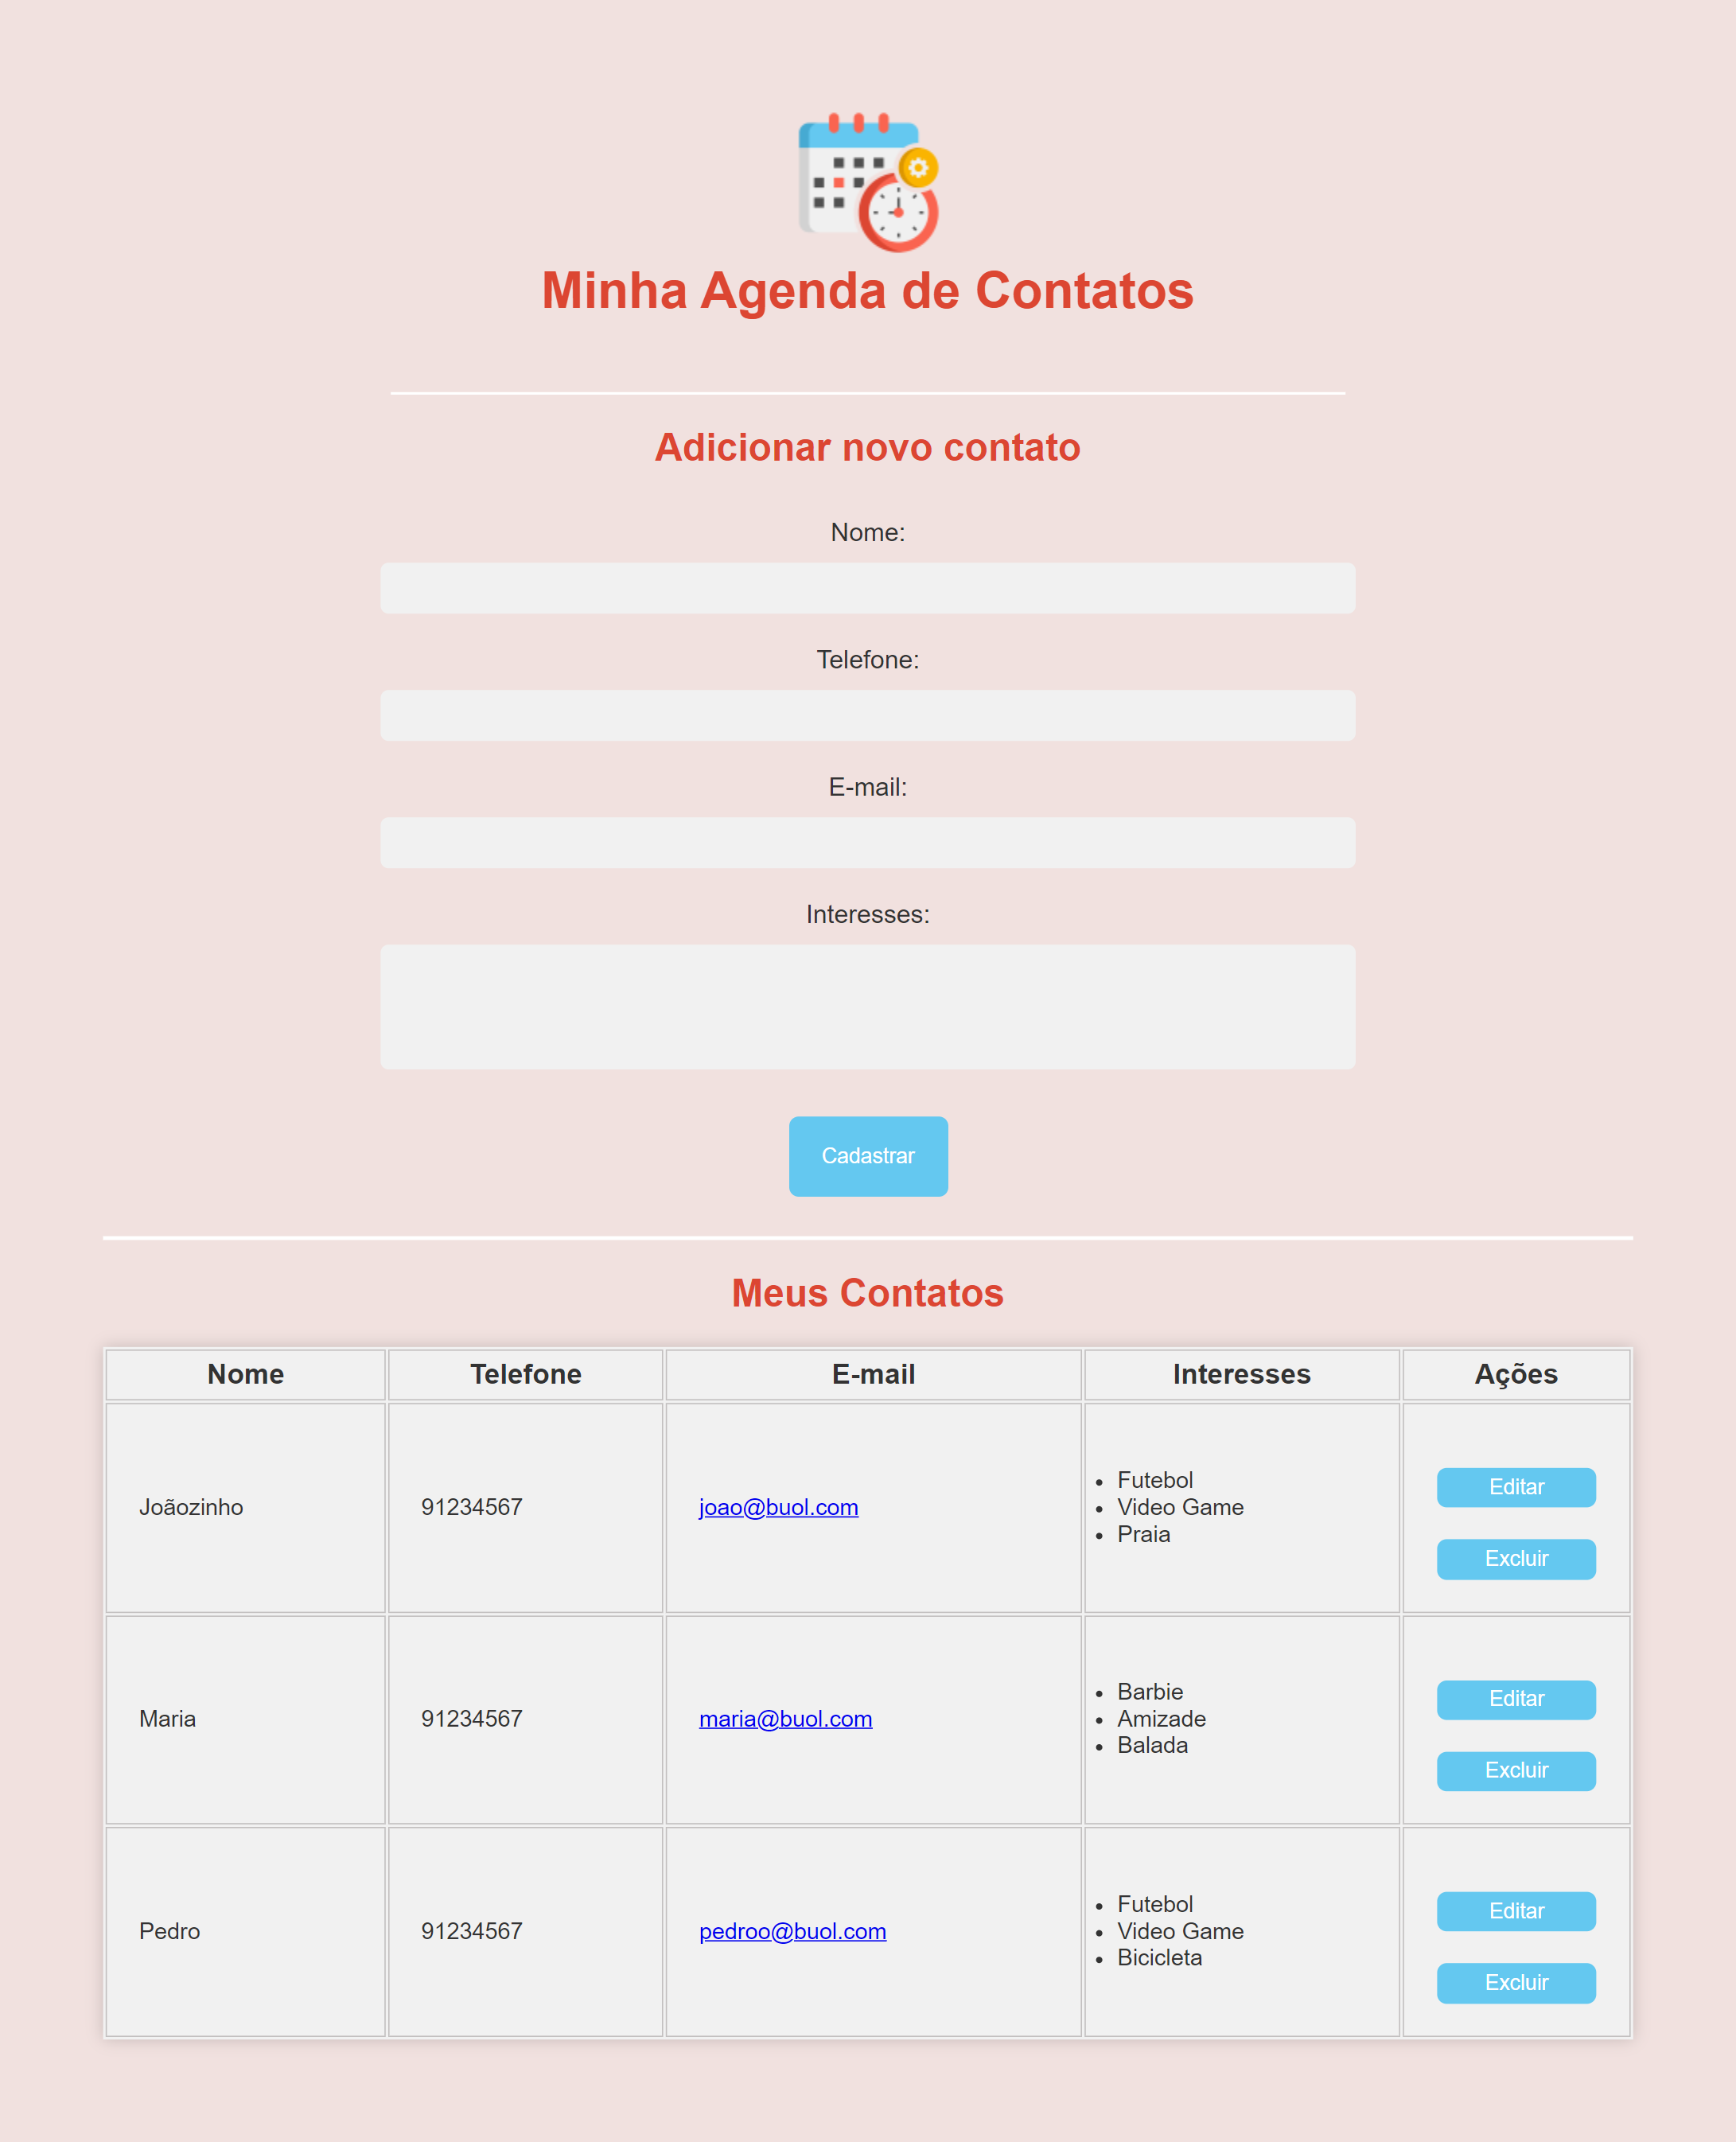 Minha Agenda de Contatos
Adicionar novo contato
Nome:
Telefone:
E-mail:
Interesses:
Cadastrar
Meus Contatos
Nome Telefone E-mail Interesses Ações
Joãozinho 91234567 joao@buol.com
Futebol
Video Game
Praia
Editar
Excluir
Maria 91234567 maria@buol.com
Barbie
Amizade
Balada
Editar
Excluir
Pedro 91234567 pedroo@buol.com
Futebol
Video Game
Bicicleta
Editar
Excluir